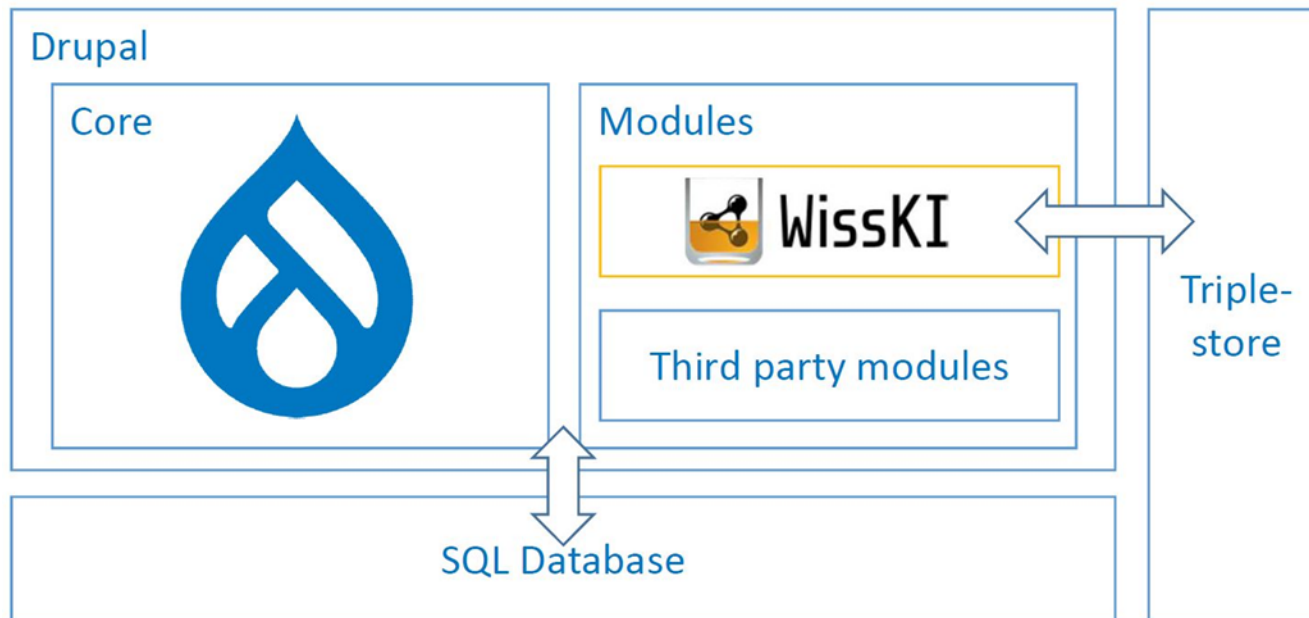 Drupal
Core
Modules
WissKI
Third party modules
Triple-
store
SQL Database